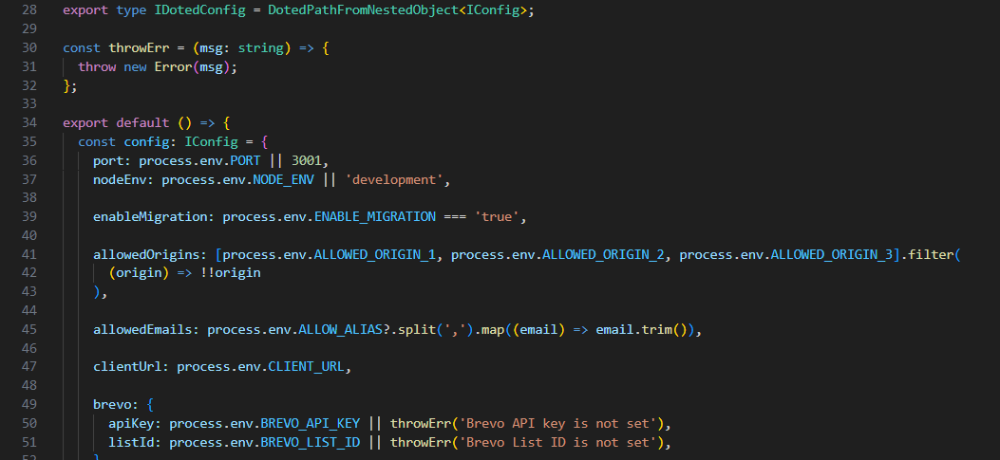 28 export type IDotedConfig = DotedPathFromNestedObject<IConfig>;
29
30 const throwErr = (msg: string) => {
31   throw new Error(msg);
32 };
33
34 export default () => {
35   const config: IConfig = {
36     port: process.env.PORT || 3001,
37     nodeEnv: process.env.NODE_ENV || 'development',
38
39     enableMigration: process.env.ENABLE_MIGRATION === 'true',
40
41     allowedOrigins: [process.env.ALLOWED_ORIGIN_1, process.env.ALLOWED_ORIGIN_2, process.env.ALLOWED_ORIGIN_3].filter(
42       (origin) => !!origin
43     ),
44
45     allowedEmails: process.env.ALLOW_ALIAS?.split(',').map((email) => email.trim()),
46
47     clientUrl: process.env.CLIENT_URL,
48
49     brevo: {
50       apiKey: process.env.BREVO_API_KEY || throwErr('Brevo API key is not set'),
51       listId: process.env.BREVO_LIST_ID || throwErr('Brevo List ID is not set'),
52     }